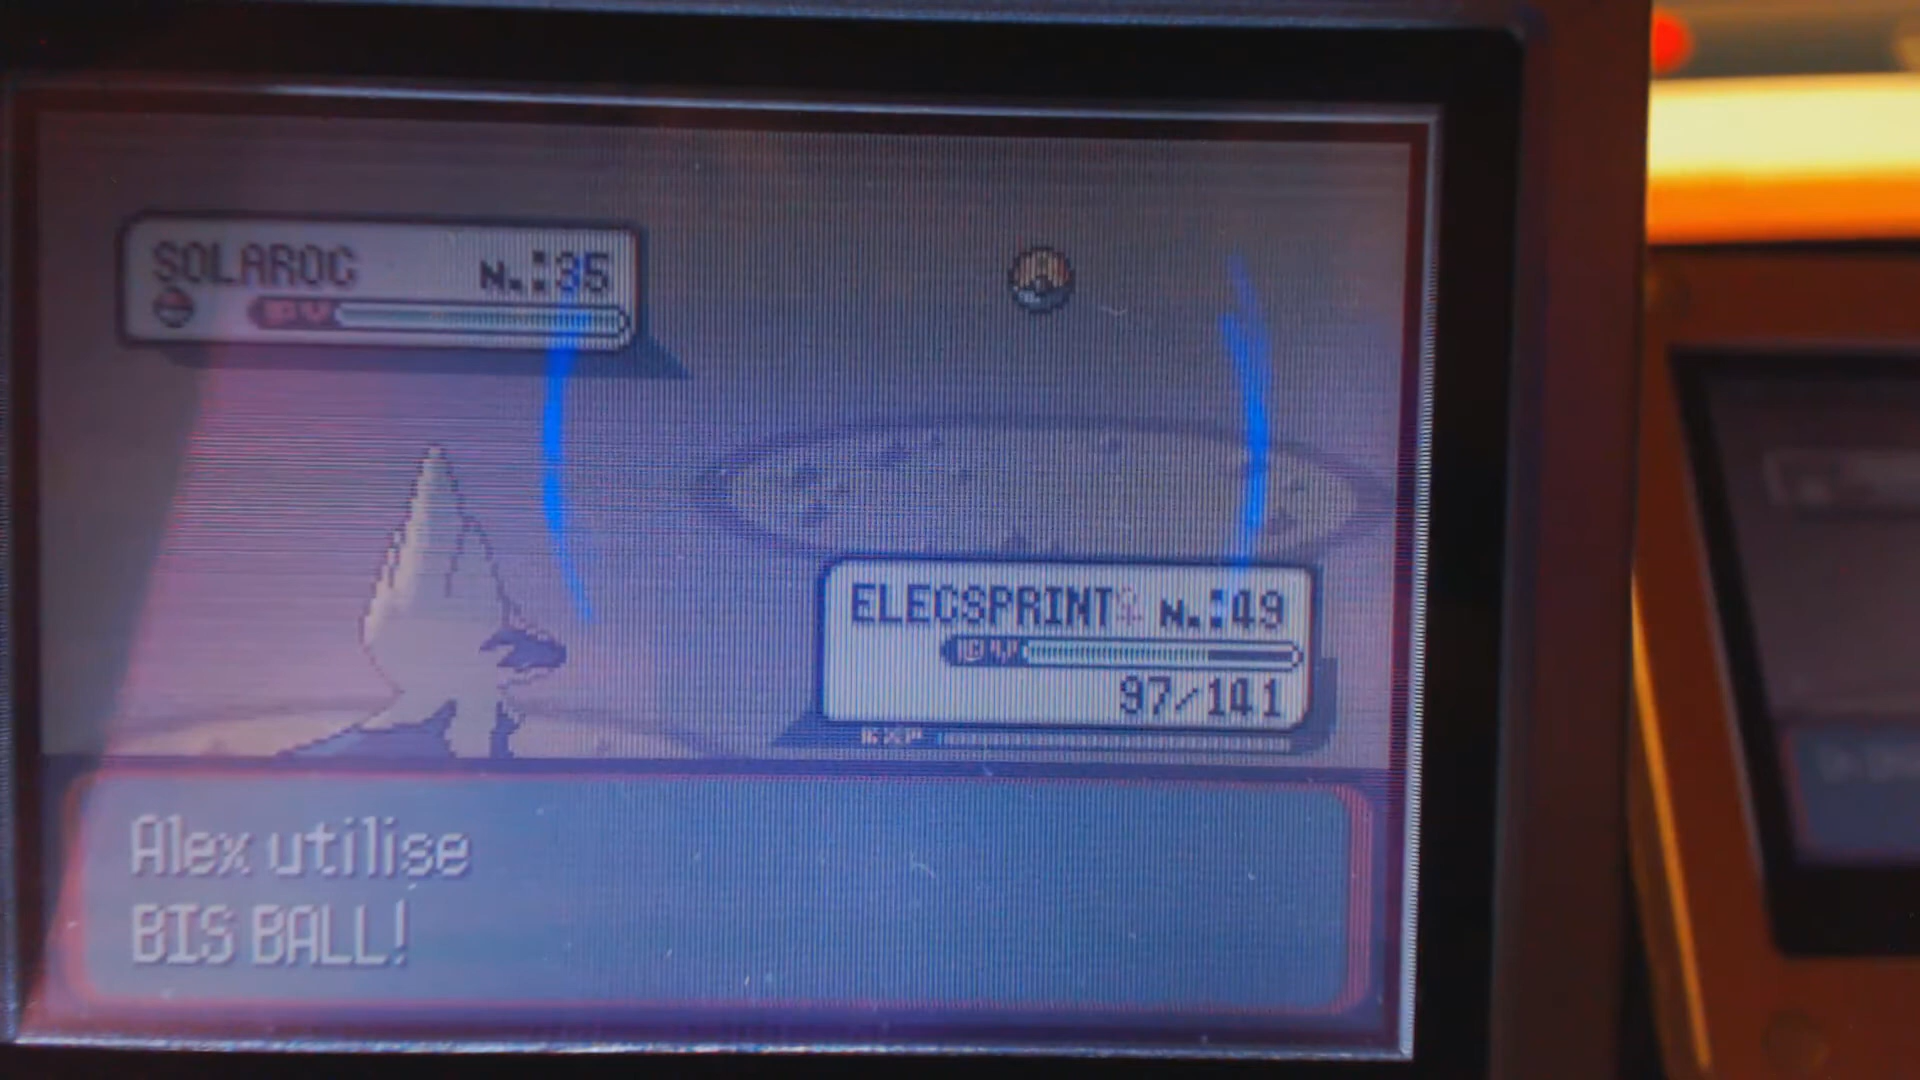 SOLAROC N.:35
PV
ELECSPRINT♀ N.:49
PV
97/141
EXP
Alex utilise
BIS BALL!